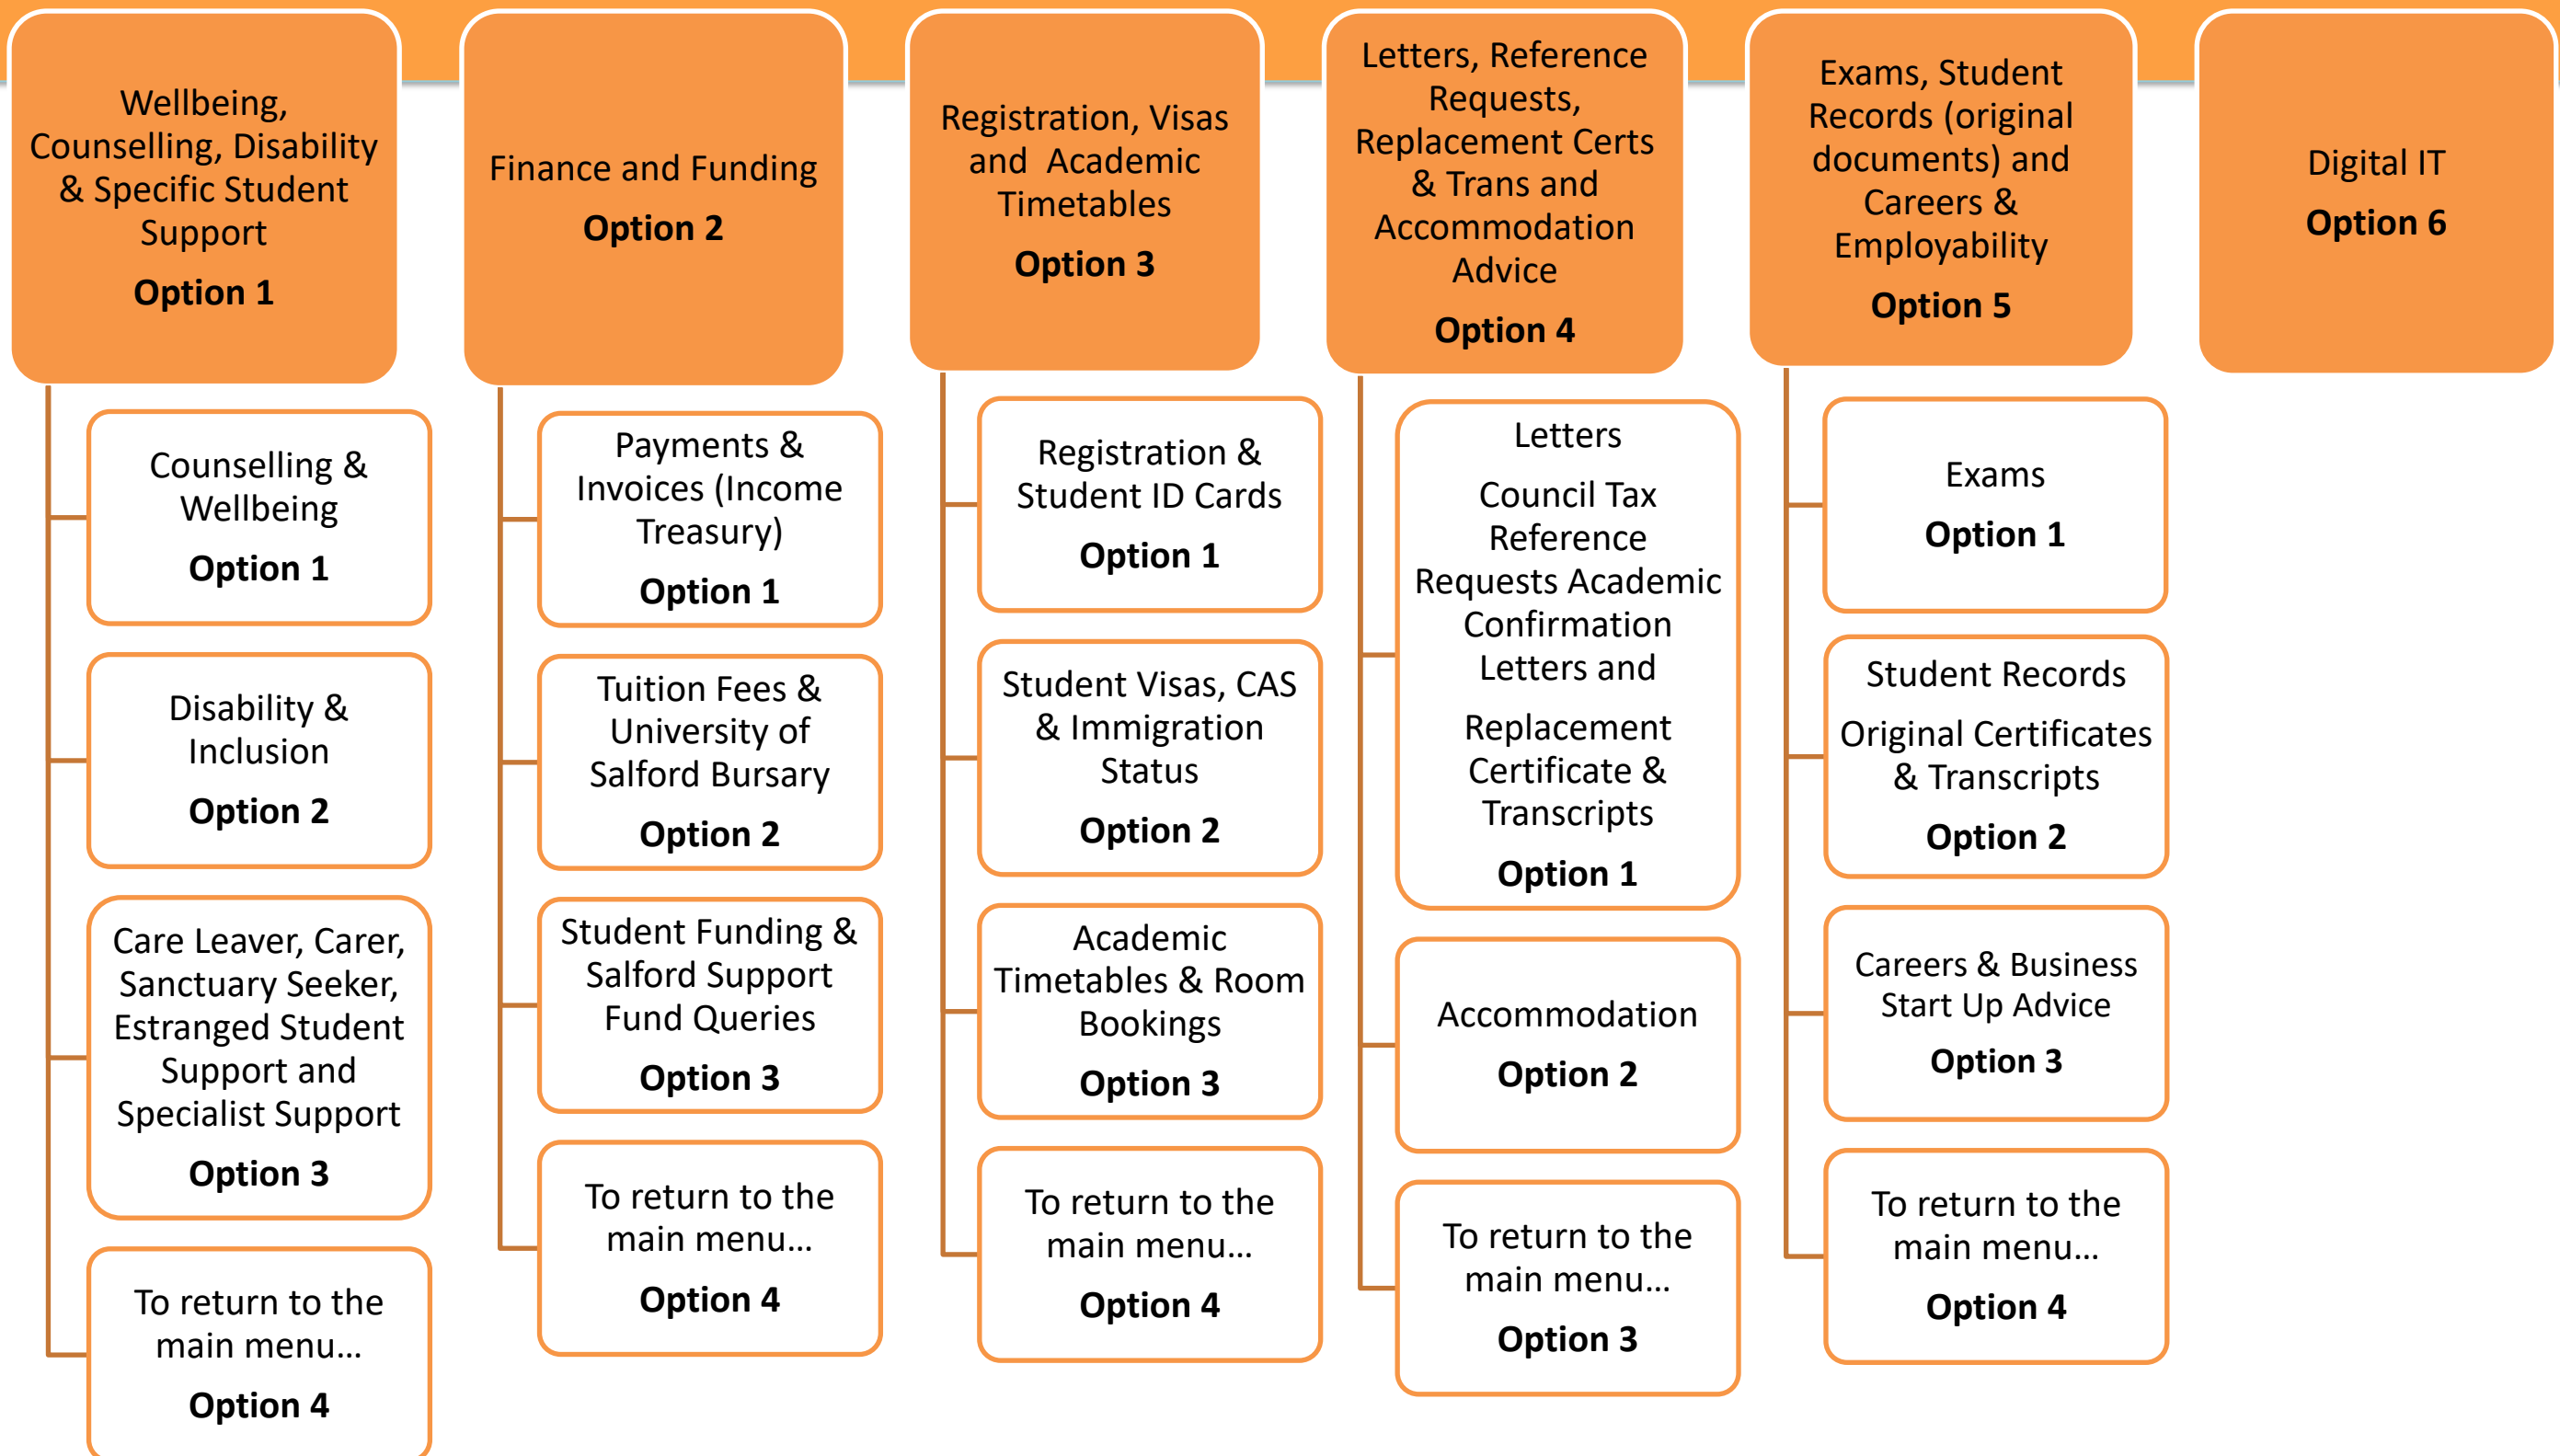 Wellbeing,
Counselling, Disability
& Specific Student
Support
Option 1
Counselling &
Wellbeing
Option 1
Disability &
Inclusion
Option 2
Care Leaver, Carer,
Sanctuary Seeker,
Estranged Student
Support and
Specialist Support
Option 3
To return to the
main menu...
Option 4
Finance and Funding
Option 2
Payments &
Invoices (Income
Treasury)
Option 1
Tuition Fees &
University of
Salford Bursary
Option 2
Student Funding &
Salford Support
Fund Queries
Option 3
To return to the
main menu...
Option 4
Registration, Visas
and Academic
Timetables
Option 3
Registration &
Student ID Cards
Option 1
Student Visas, CAS
& Immigration
Status
Option 2
Academic
Timetables & Room
Bookings
Option 3
To return to the
main menu...
Option 4
Letters, Reference
Requests,
Replacement Certs
& Trans and
Accommodation
Advice
Option 4
Letters
Council Tax
Reference
Requests Academic
Confirmation
Letters and
Replacement
Certificate &
Transcripts
Option 1
Accommodation
Option 2
To return to the
main menu...
Option 3
Exams, Student
Records (original
documents) and
Careers &
Employability
Option 5
Exams
Option 1
Student Records
Original Certificates
& Transcripts
Option 2
Careers & Business
Start Up Advice
Option 3
To return to the
main menu...
Option 4
Digital IT
Option 6